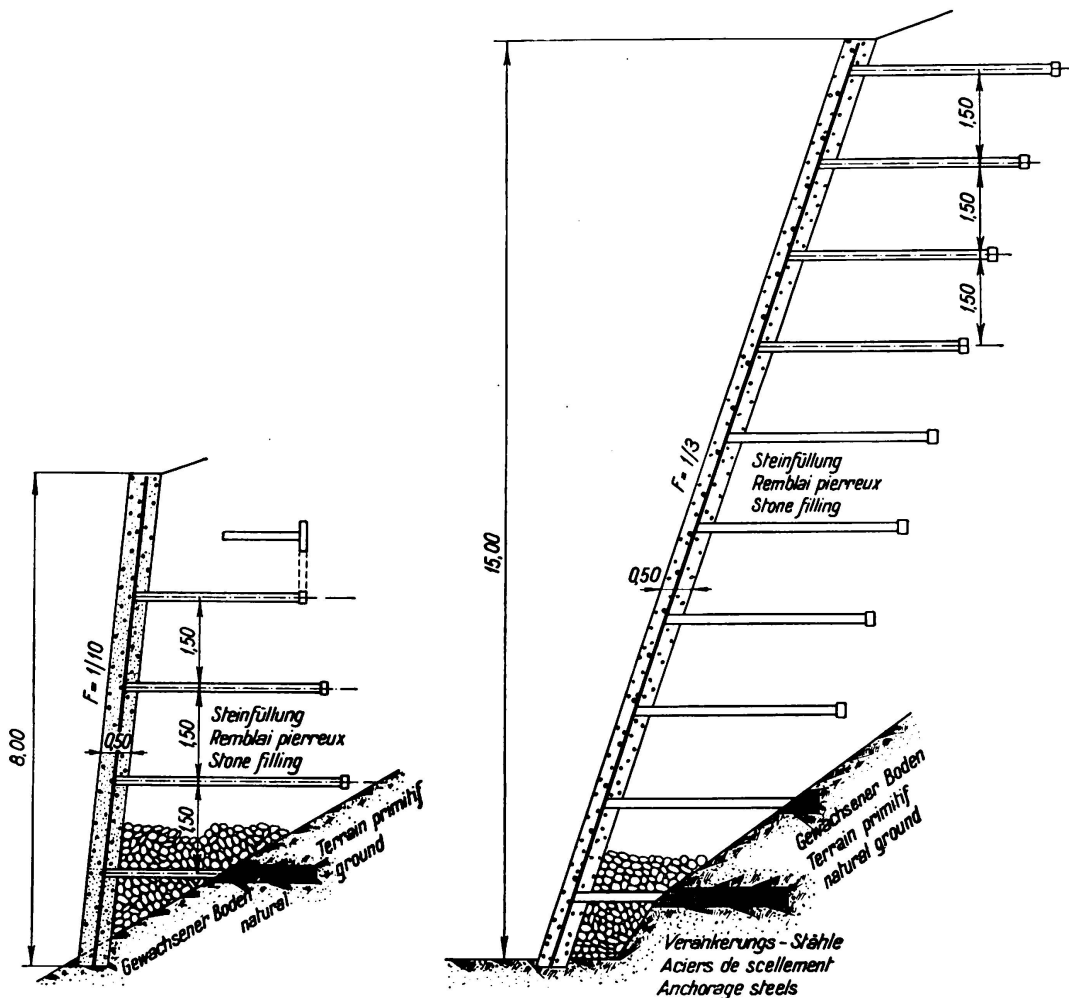 8,00
F = 1/10
0,50
1,50
1,50
1,50
Steinfüllung
Remblai pierreux
Stone filling
Gewachsener Boden
Terrain primitif
natural ground
15,00
F = 1/3
0,50
1,50
1,50
1,50
Steinfüllung
Remblai pierreux
Stone filling
Gewachsener Boden
Terrain primitif
natural ground
Verankerungs - Stähle
Aciers de scellement
Anchorage steels